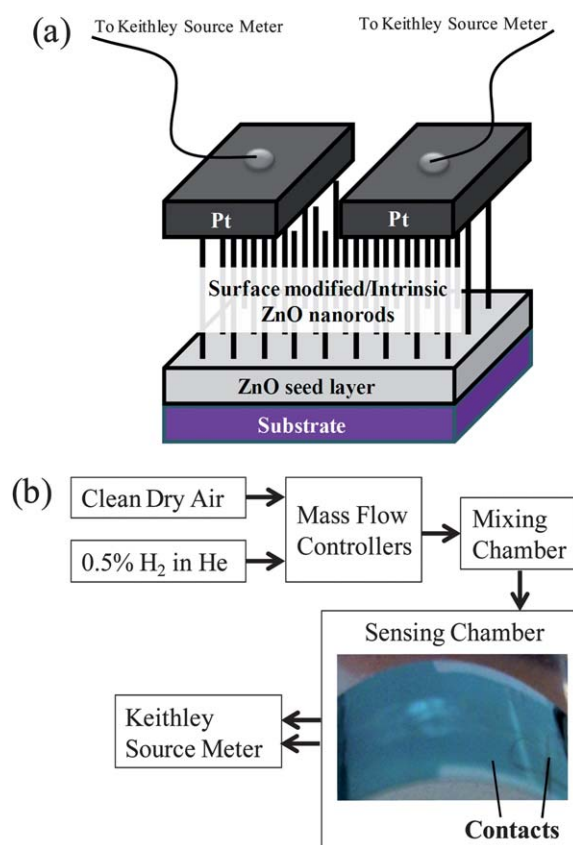 (a)
To Keithley Source Meter
To Keithley Source Meter
Pt
Pt
Surface modified/Intrinsic
ZnO nanorods
ZnO seed layer
Substrate
(b)
Clean Dry Air
0.5% H₂ in He
Mass Flow
Controllers
Mixing
Chamber
Sensing Chamber
Keithley
Source Meter
Contacts